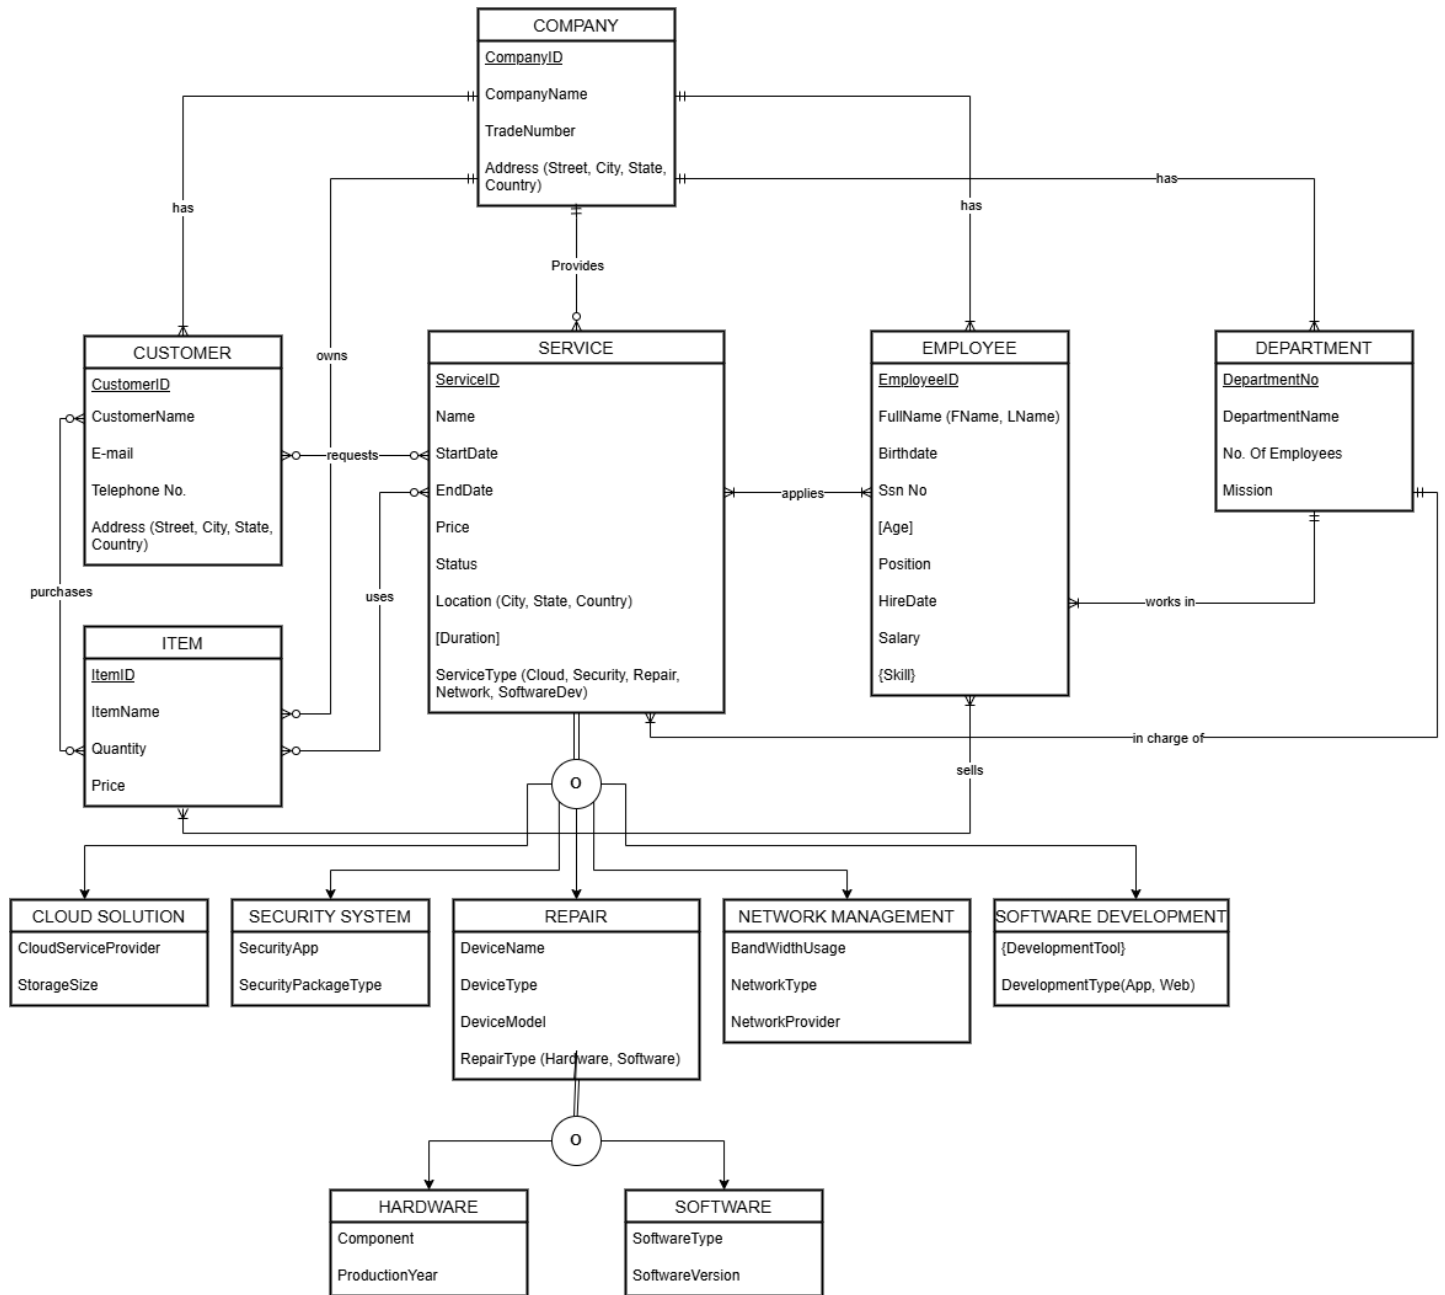 COMPANY
CompanyID
CompanyName
TradeNumber
Address (Street, City, State,
Country)
has
has
has
Provides
owns
CUSTOMER
CustomerID
CustomerName
E-mail
Telephone No.
Address (Street, City, State,
Country)
SERVICE
ServiceID
Name
StartDate
EndDate
Price
Status
Location (City, State, Country)
[Duration]
ServiceType (Cloud, Security, Repair,
Network, SoftwareDev)
EMPLOYEE
EmployeeID
FullName (FName, LName)
Birthdate
Ssn No
[Age]
Position
HireDate
Salary
{Skill}
DEPARTMENT
DepartmentNo
DepartmentName
No. Of Employees
Mission
requests
applies
purchases
uses
works in
in charge of
sells
ITEM
ItemID
ItemName
Quantity
Price
O
CLOUD SOLUTION
CloudServiceProvider
StorageSize
SECURITY SYSTEM
SecurityApp
SecurityPackageType
REPAIR
DeviceName
DeviceType
DeviceModel
RepairType (Hardware, Software)
NETWORK MANAGEMENT
BandWidthUsage
NetworkType
NetworkProvider
SOFTWARE DEVELOPMENT
{DevelopmentTool}
DevelopmentType(App, Web)
O
HARDWARE
Component
ProductionYear
SOFTWARE
SoftwareType
SoftwareVersion